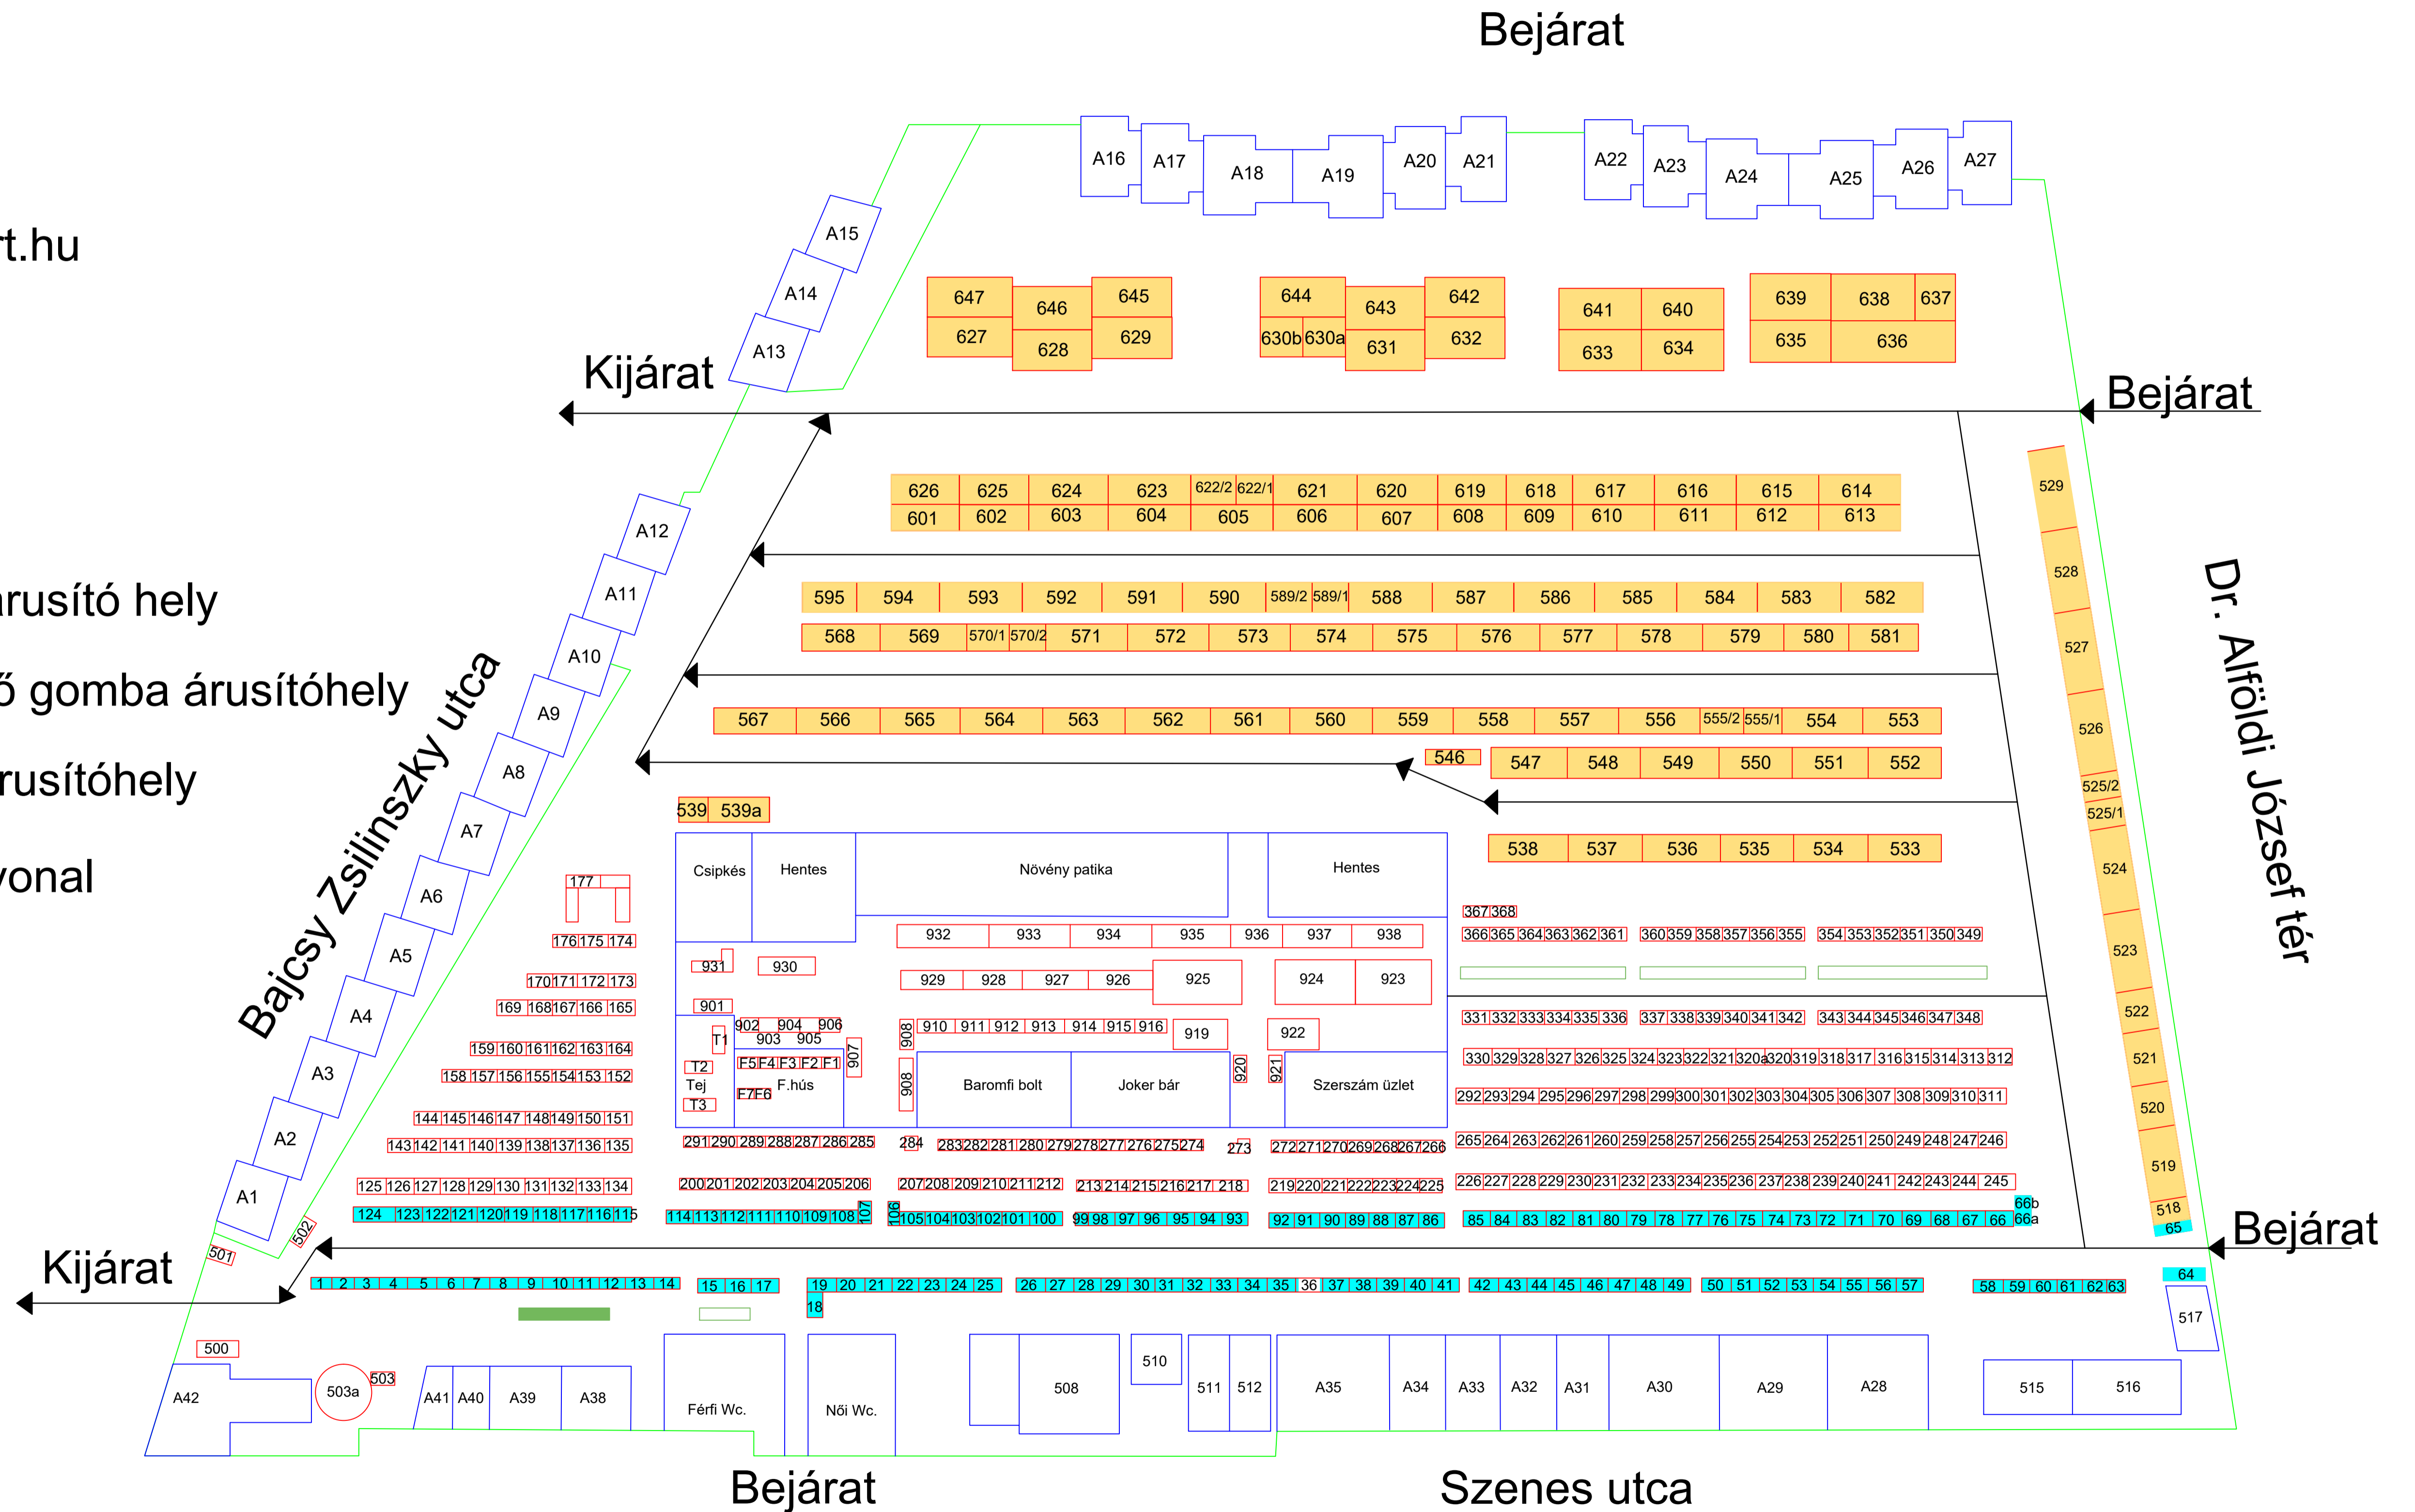 Bejárat
A16 A17 A18 A19 A20 A21 A22 A23 A24 A25 A26 A27
A15
rt.hu
A14
647 646 645 644 643 642 641 640 639 638 637
627 628 629 630b 630a 631 632 633 634 635 636
A13
Kijárat
Bejárat
529
626 625 624 623 622/2 622/1 621 620 619 618 617 616 615 614
601 602 603 604 605 606 607 608 609 610 611 612 613
A12
528
árusító hely
A11
595 594 593 592 591 590 589/2 589/1 588 587 586 585 584 583 582
568 569 570/1 570/2 571 572 573 574 575 576 577 578 579 580 581
527
Dr. Alföldi József tér
A10
ő gomba árusítóhely
Bajcsy Zsilinszky utca
A9
567 566 565 564 563 562 561 560 559 558 557 556 555/2 555/1 554 553
526
546 547 548 549 550 551 552
A8
rusítóhely
525/2
525/1
539 539a
A7
538 537 536 535 534 533
524
vonal
Csipkés Hentes Növény patika Hentes
177
A6
367 368
366 365 364 363 362 361 360 359 358 357 356 355 354 353 352 351 350 349
932 933 934 935 936 937 938
176 175 174
A5
523
931 930
929 928 927 926 925 924 923
170 171 172 173
169 168 167 166 165
901
522
A4
331 332 333 334 335 336 337 338 339 340 341 342 343 344 345 346 347 348
902 904 906
903 905
T1
907
908
910 911 912 913 914 915 916 919 922
159 160 161 162 163 164
521
330 329 328 327 326 325 324 323 322 321 320a 320 319 318 317 316 315 314 313 312
T2
F5 F4 F3 F2 F1
920
921
A3
158 157 156 155 154 153 152
Tej F.hús
908
Baromfi bolt Joker bár Szerszám üzlet
F7 F6
T3
292 293 294 295 296 297 298 299 300 301 302 303 304 305 306 307 308 309 310 311
520
144 145 146 147 148 149 150 151
A2
143 142 141 140 139 138 137 136 135
291 290 289 288 287 286 285 284 283 282 281 280 279 278 277 276 275 274 273 272 271 270 269 268 267 266
265 264 263 262 261 260 259 258 257 256 255 254 253 252 251 250 249 248 247 246
519
125 126 127 128 129 130 131 132 133 134
200 201 202 203 204 205 206 207 208 209 210 211 212 213 214 215 216 217 218 219 220 221 222 223 224 225
226 227 228 229 230 231 232 233 234 235 236 237 238 239 240 241 242 243 244 245
A1
518
66b
124 123 122 121 120 119 118 117 116 115
114 113 112 111 110 109 108 107 106 105 104 103 102 101 100 99 98 97 96 95 94 93 92 91 90 89 88 87 86
85 84 83 82 81 80 79 78 77 76 75 74 73 72 71 70 69 68 67 66 66a
65
502
501
Bejárat
Kijárat
64
1 2 3 4 5 6 7 8 9 10 11 12 13 14 15 16 17 19 20 21 22 23 24 25 26 27 28 29 30 31 32 33 34 35 36 37 38 39 40 41 42 43 44 45 46 47 48 49 50 51 52 53 54 55 56 57 58 59 60 61 62 63
18
517
500
503
A42 503a A41 A40 A39 A38 Férfi Wc. Női Wc. 508 510 511 512 A35 A34 A33 A32 A31 A30 A29 A28 515 516
Bejárat
Szenes utca